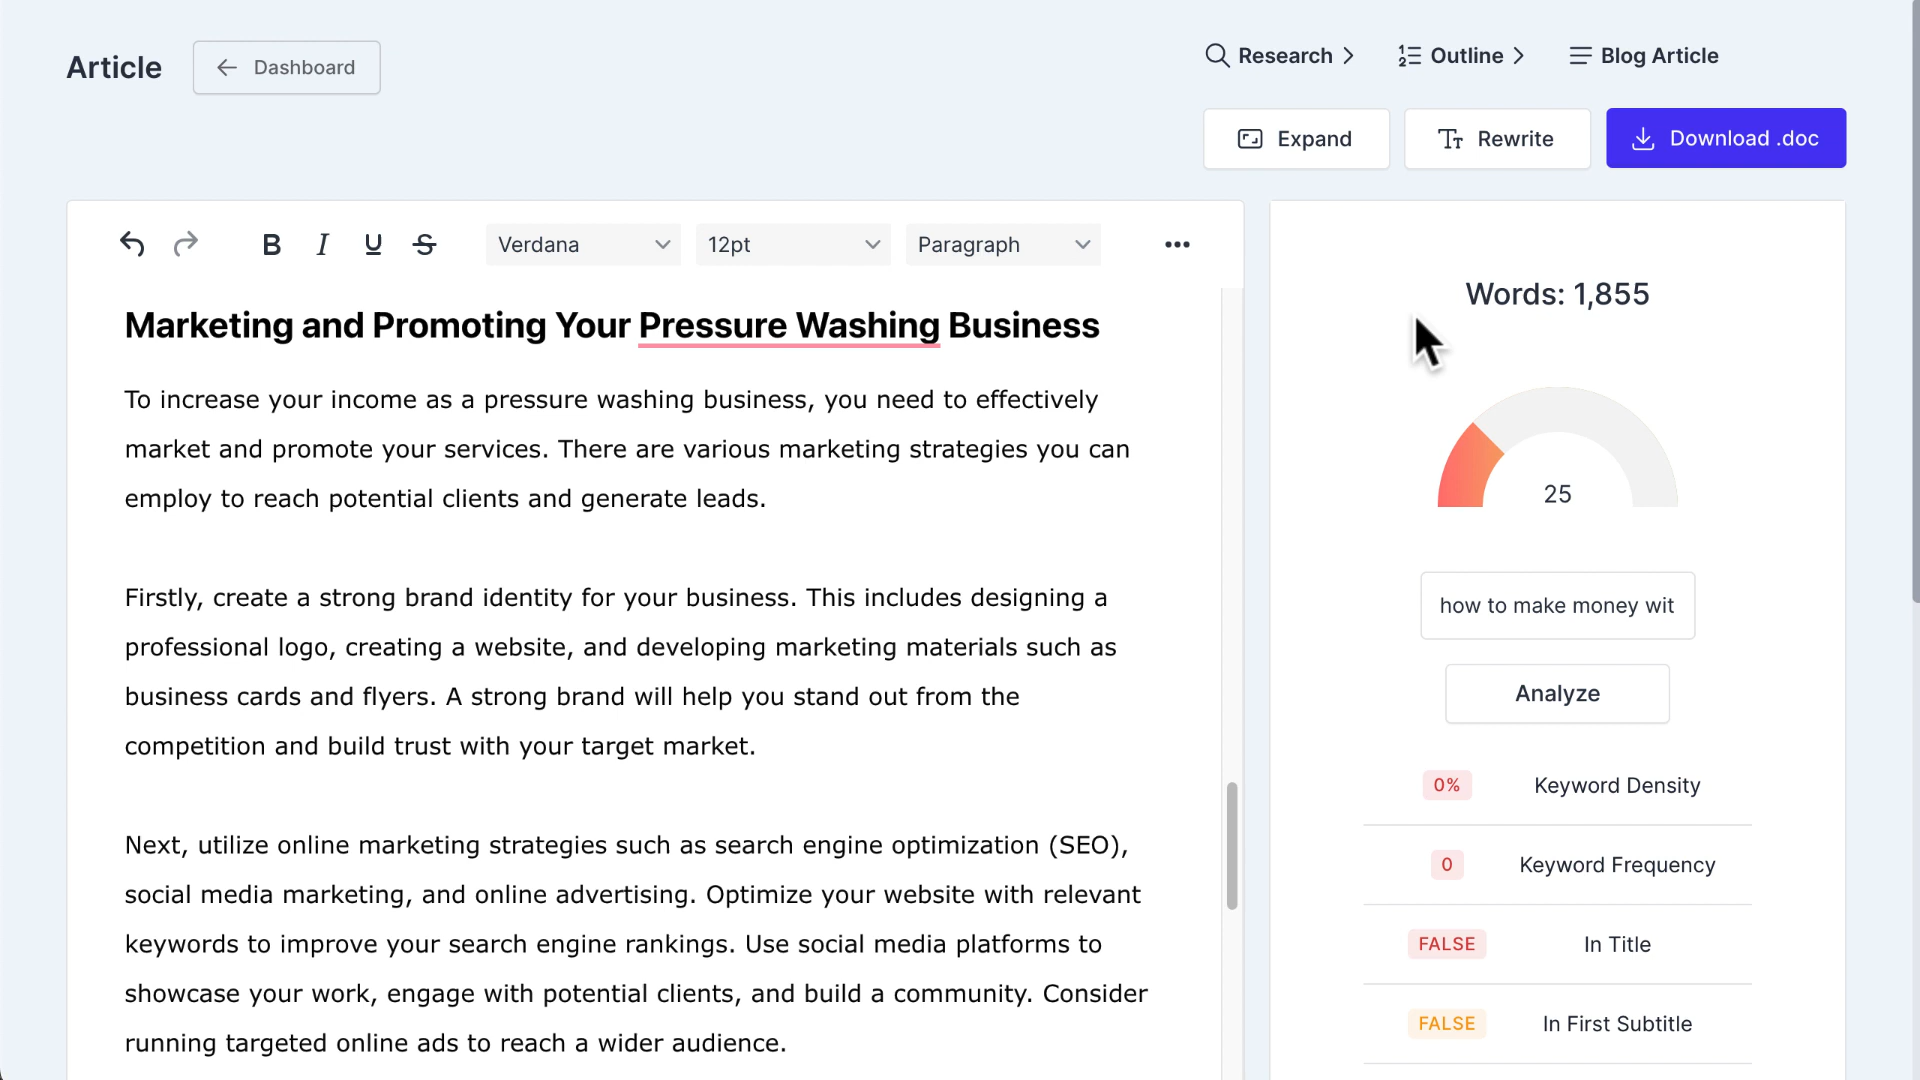 Article
Dashboard
Research
Outline
Blog Article
Expand
Rewrite
Download .doc
B I U S
Verdana
12pt
Paragraph
Marketing and Promoting Your Pressure Washing Business
To increase your income as a pressure washing business, you need to effectively
market and promote your services. There are various marketing strategies you can
employ to reach potential clients and generate leads.
Firstly, create a strong brand identity for your business. This includes designing a
professional logo, creating a website, and developing marketing materials such as
business cards and flyers. A strong brand will help you stand out from the
competition and build trust with your target market.
Next, utilize online marketing strategies such as search engine optimization (SEO),
social media marketing, and online advertising. Optimize your website with relevant
keywords to improve your search engine rankings. Use social media platforms to
showcase your work, engage with potential clients, and build a community. Consider
running targeted online ads to reach a wider audience.
Words: 1,855
25
how to make money wit
Analyze
0% Keyword Density
0 Keyword Frequency
FALSE In Title
FALSE In First Subtitle